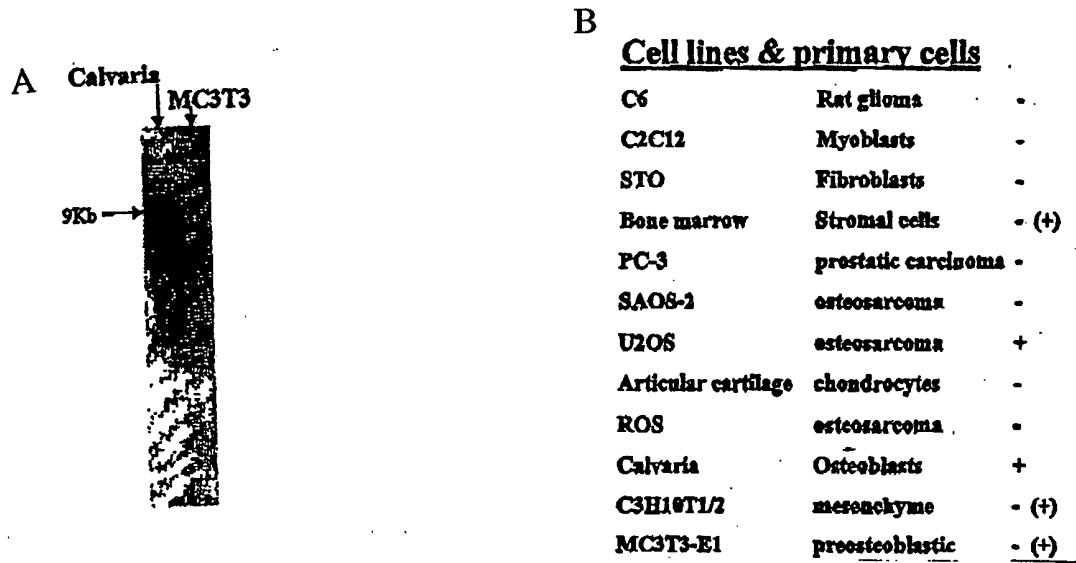 A
Calvaria
MC3T3
9Kb
B
Cell lines & primary cells
C6 Rat glioma -
C2C12 Myoblasts -
STO Fibroblasts -
Bone marrow Stromal cells - (+)
PC-3 prostatic carcinoma -
SAOS-2 osteosarcoma -
U2OS osteosarcoma +
Articular cartilage chondrocytes -
ROS osteosarcoma -
Calvaria Osteoblasts +
C3H10T1/2 mesenchyme - (+)
MC3T3-E1 preosteoblastic - (+)